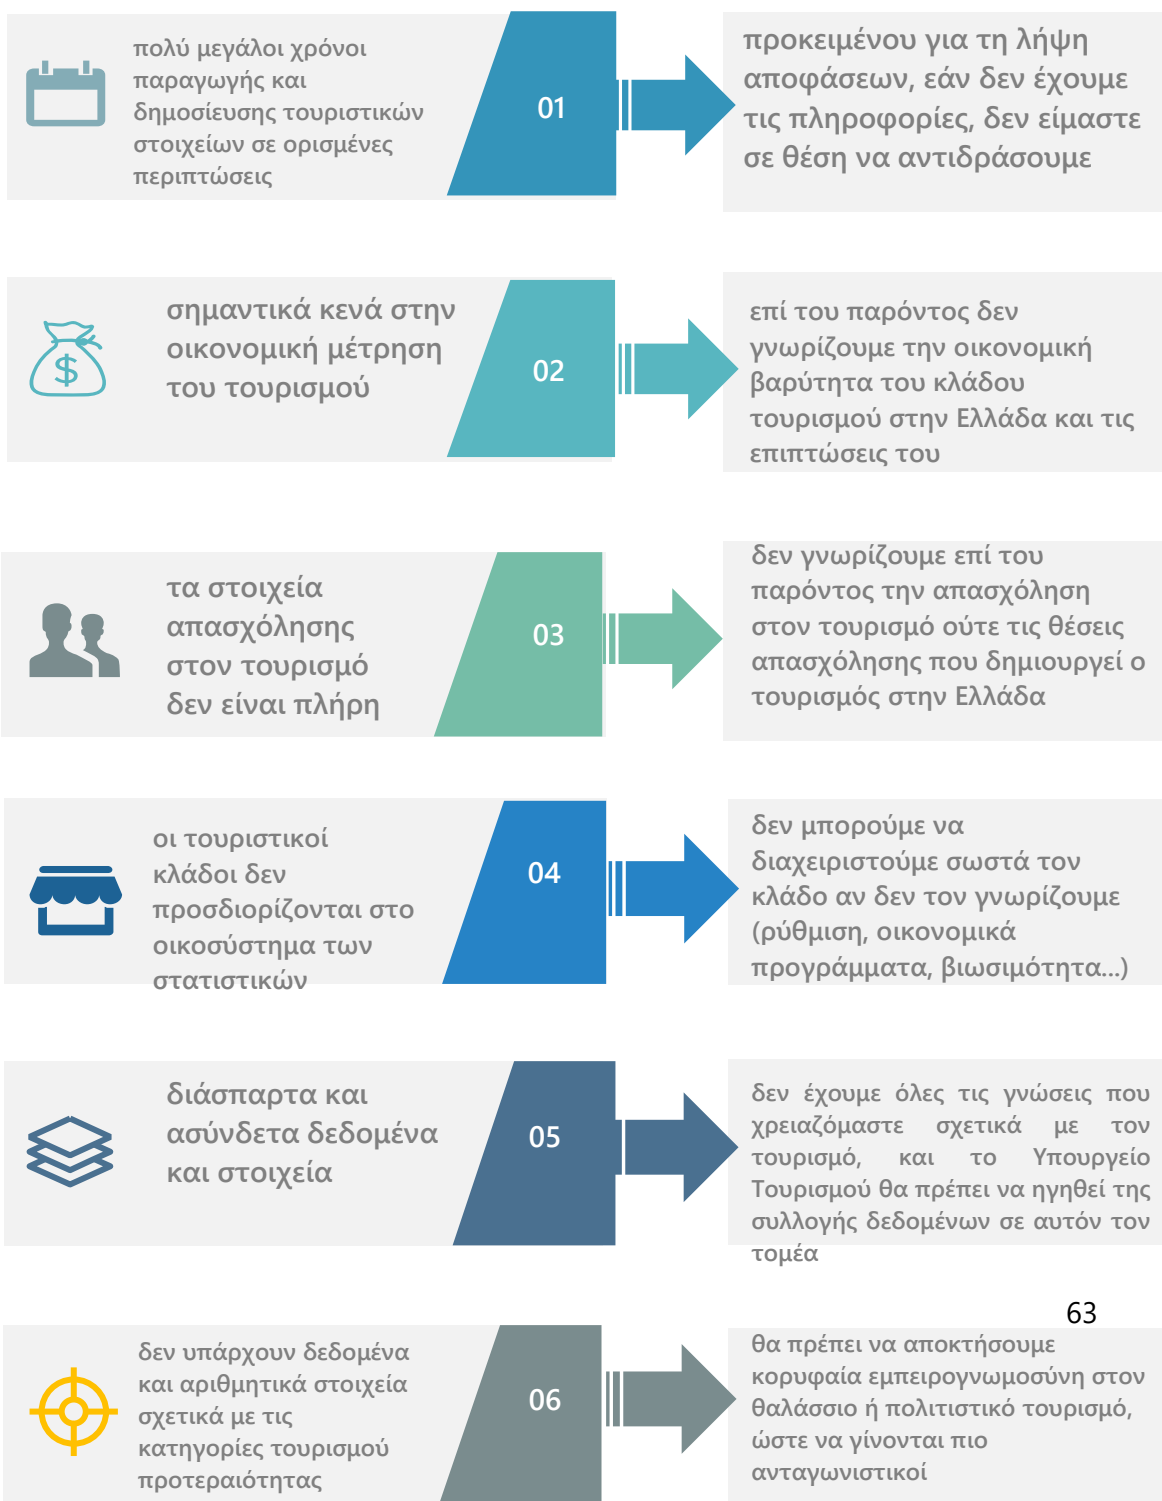 πολύ μεγάλοι χρόνοι
παραγωγής και
δημοσίευσης τουριστικών
στοιχείων σε ορισμένες
περιπτώσεις
01
προκειμένου για τη λήψη
αποφάσεων, εάν δεν έχουμε
τις πληροφορίες, δεν είμαστε
σε θέση να αντιδράσουμε
σημαντικά κενά στην
οικονομική μέτρηση
του τουρισμού
$
02
επί του παρόντος δεν
γνωρίζουμε την οικονομική
βαρύτητα του κλάδου
τουρισμού στην Ελλάδα και τις
επιπτώσεις του
τα στοιχεία
απασχόλησης
στον τουρισμό
δεν είναι πλήρη
03
δεν γνωρίζουμε επί του
παρόντος την απασχόληση
στον τουρισμό ούτε τις θέσεις
απασχόλησης που δημιουργεί ο
τουρισμός στην Ελλάδα
οι τουριστικοί
κλάδοι δεν
προσδιορίζονται στο
οικοσύστημα των
στατιστικών
04
δεν μπορούμε να
διαχειριστούμε σωστά τον
κλάδο αν δεν τον γνωρίζουμε
(ρύθμιση, οικονομικά
προγράμματα, βιωσιμότητα...)
διάσπαρτα και
ασύνδετα δεδομένα
και στοιχεία
05
δεν έχουμε όλες τις γνώσεις που
χρειαζόμαστε σχετικά με τον
τουρισμό, και το Υπουργείο
Τουρισμού θα πρέπει να ηγηθεί της
συλλογής δεδομένων σε αυτόν τον
τομέα
63
δεν υπάρχουν δεδομένα
και αριθμητικά στοιχεία
σχετικά με τις
κατηγορίες τουρισμού
προτεραιότητας
06
θα πρέπει να αποκτήσουμε
κορυφαία εμπειρογνωμοσύνη στον
θαλάσσιο ή πολιτιστικό τουρισμό,
ώστε να γίνονται πιο
ανταγωνιστικοί